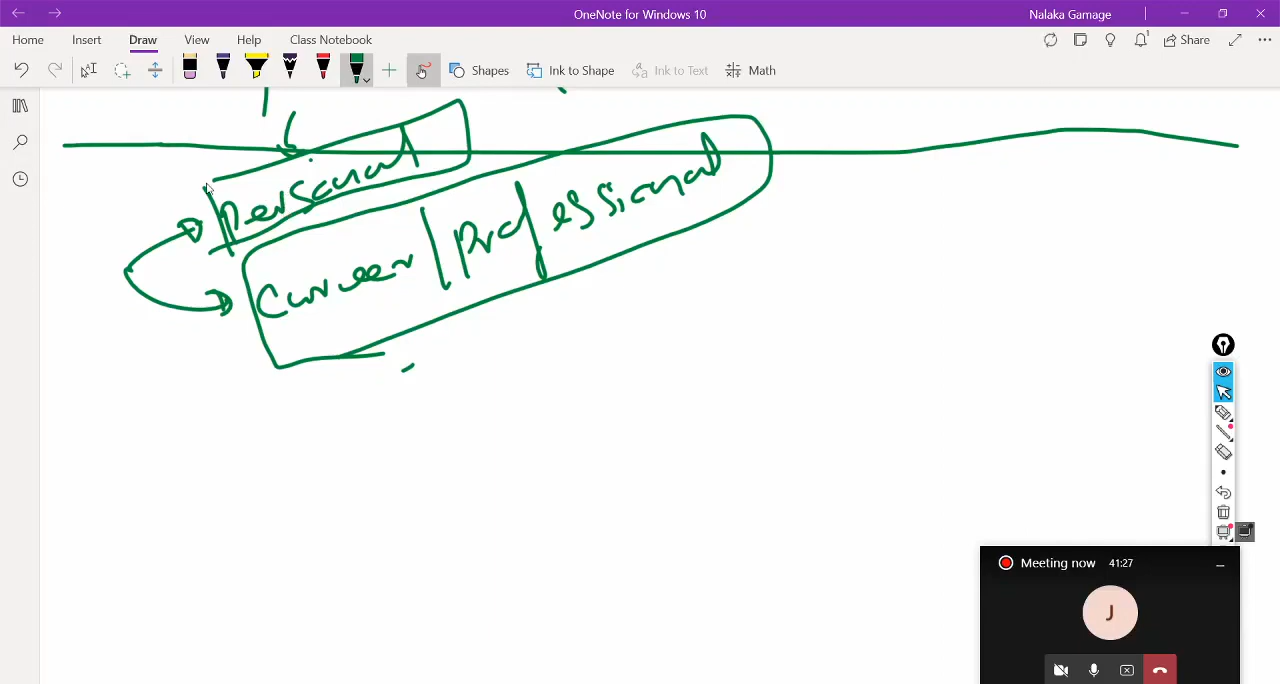 OneNote for Windows 10
Nalaka Gamage
Home Insert Draw View Help Class Notebook
Share
Shapes Ink to Shape Ink to Text Math
Personal
Carreer | Professional
Meeting now 41:27
J